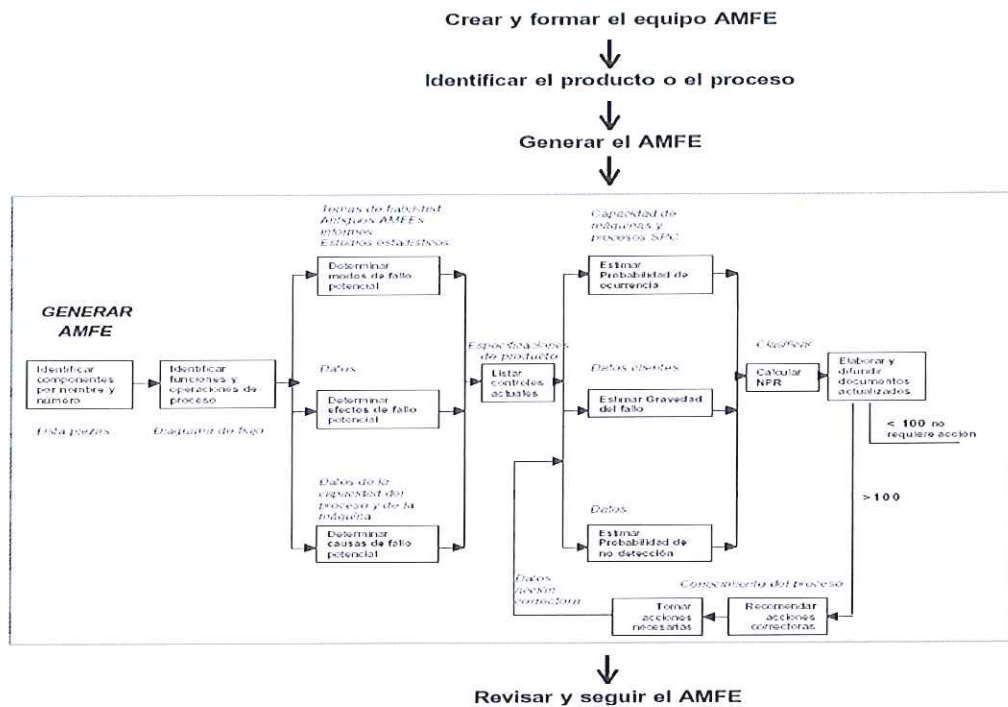 Crear y formar el equipo AMFE
Identificar el producto o el proceso
Generar el AMFE
GENERAR
AMFE
Identificar
componentes
por nombre y
número
Lista piezas
Identificar
funciones y
operaciones de
proceso
Diagrama de flujo
Antiguos AMFEs
Informes
Estudios estadísticos
Determinar
modos de fallo
potencial
Datos
Determinar
efectos de fallo
potencial
Datos de la
capacidad del
proceso y de la
máquina
Determinar
causas de fallo
potencial
Especificaciones
de producto
Listar
controles
actuales
Capacidad de
máquinas y
procesos SPC
Estimar
Probabilidad de
ocurrencia
Datos clientes
Estimar Gravedad
del fallo
Datos
Estimar
Probabilidad de
no detección
Clasificar
Calcular
NPR
Elaborar y
difundir
documentos
actualizados
< 100 no
requiere acción
>100
Conocimiento del proceso
Recomendar
acciones
correctoras
Tomar
acciones
necesarias
Datos
acción
correctora
Revisar y seguir el AMFE